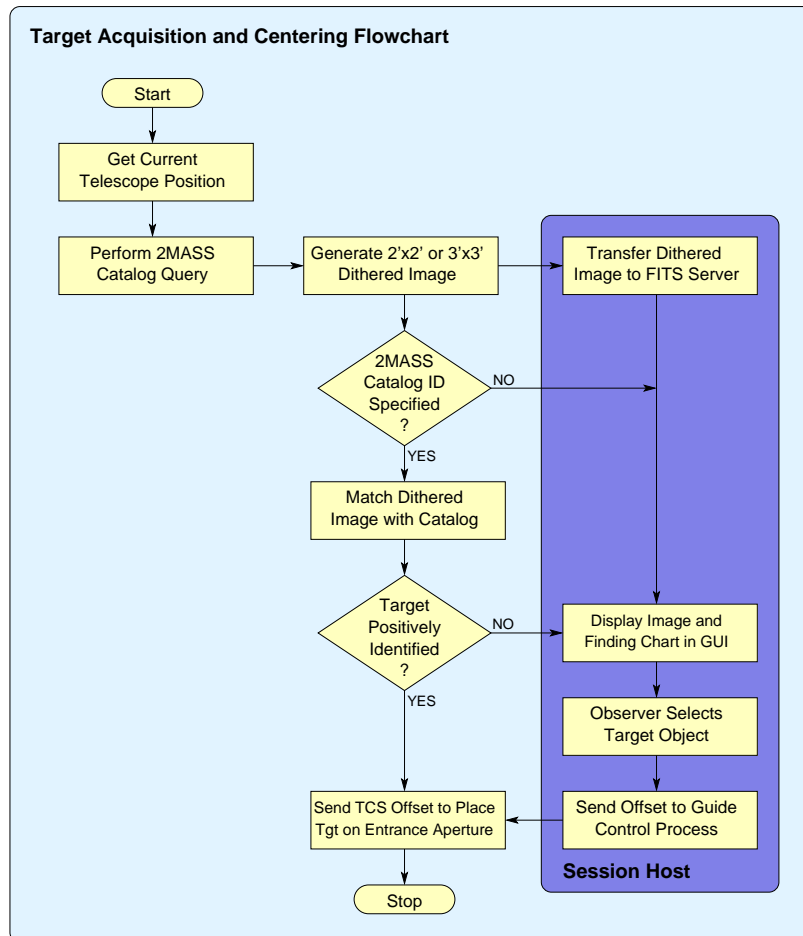 Target Acquisition and Centering Flowchart
Start
Get Current
Telescope Position
Perform 2MASS
Catalog Query
Generate 2'x2' or 3'x3'
Dithered Image
Transfer Dithered
Image to FITS Server
2MASS
Catalog ID
Specified
?
NO
YES
Match Dithered
Image with Catalog
Target
Positively
Identified
?
NO
YES
Display Image and
Finding Chart in GUI
Observer Selects
Target Object
Send TCS Offset to Place
Tgt on Entrance Aperture
Send Offset to Guide
Control Process
Session Host
Stop